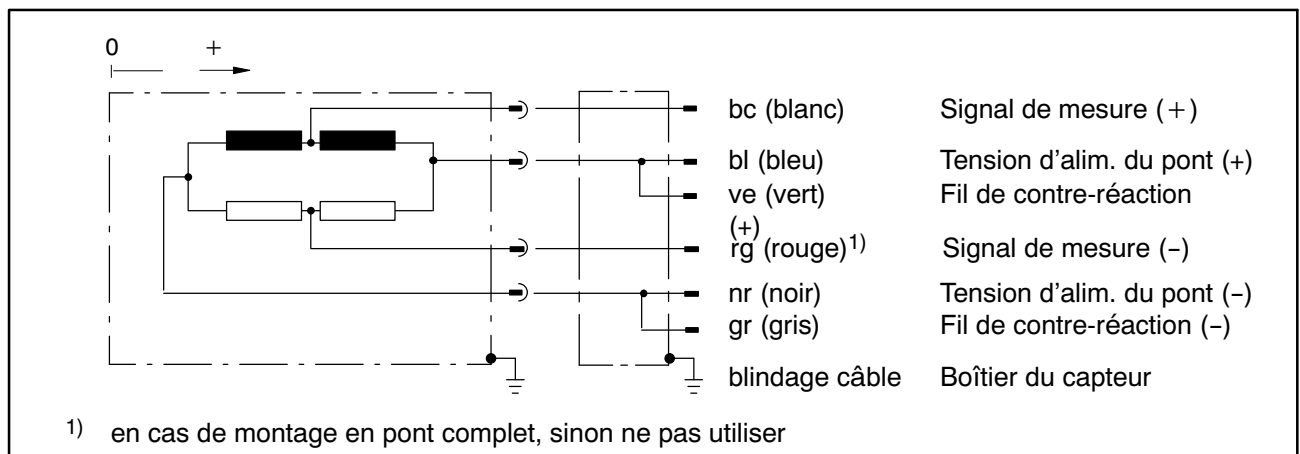 0 +
bc (blanc) Signal de mesure (+)
bl (bleu) Tension d'alim. du pont (+)
ve (vert) Fil de contre-réaction
(+)
rg (rouge)1) Signal de mesure (–)
nr (noir) Tension d'alim. du pont (–)
gr (gris) Fil de contre-réaction (–)
blindage câble Boîtier du capteur
1) en cas de montage en pont complet, sinon ne pas utiliser